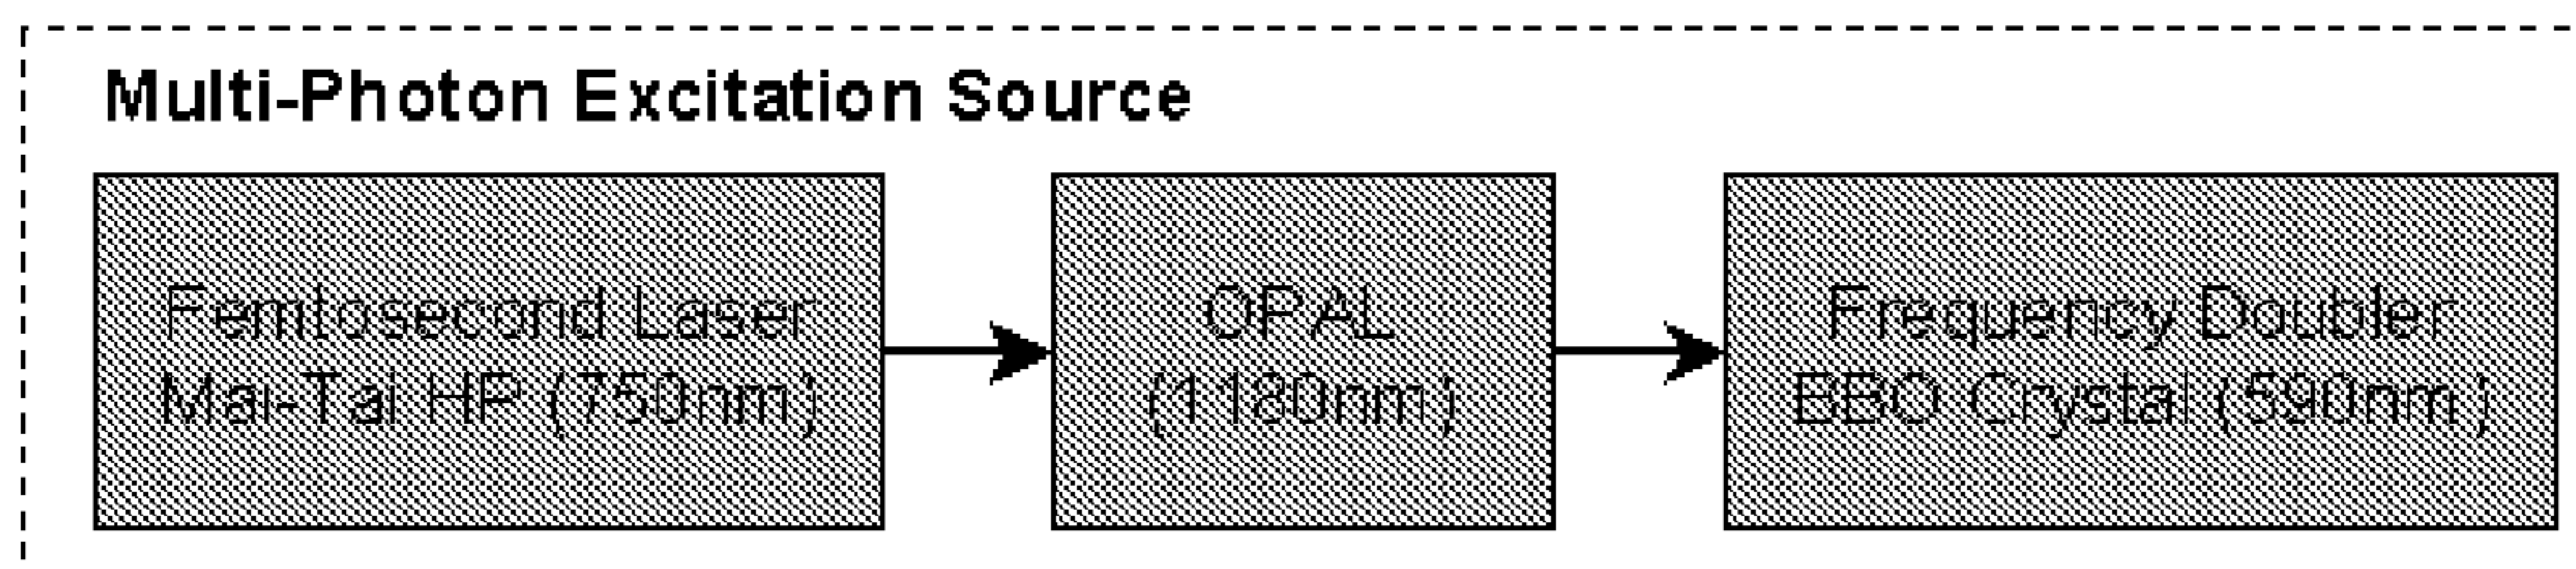 Multi-Photon Excitation Source
Femtosecond Laser
Mai-Tai HP (750nm)
OPAL
(1180nm)
Frequency Doubler
BBO Crystal (590nm)